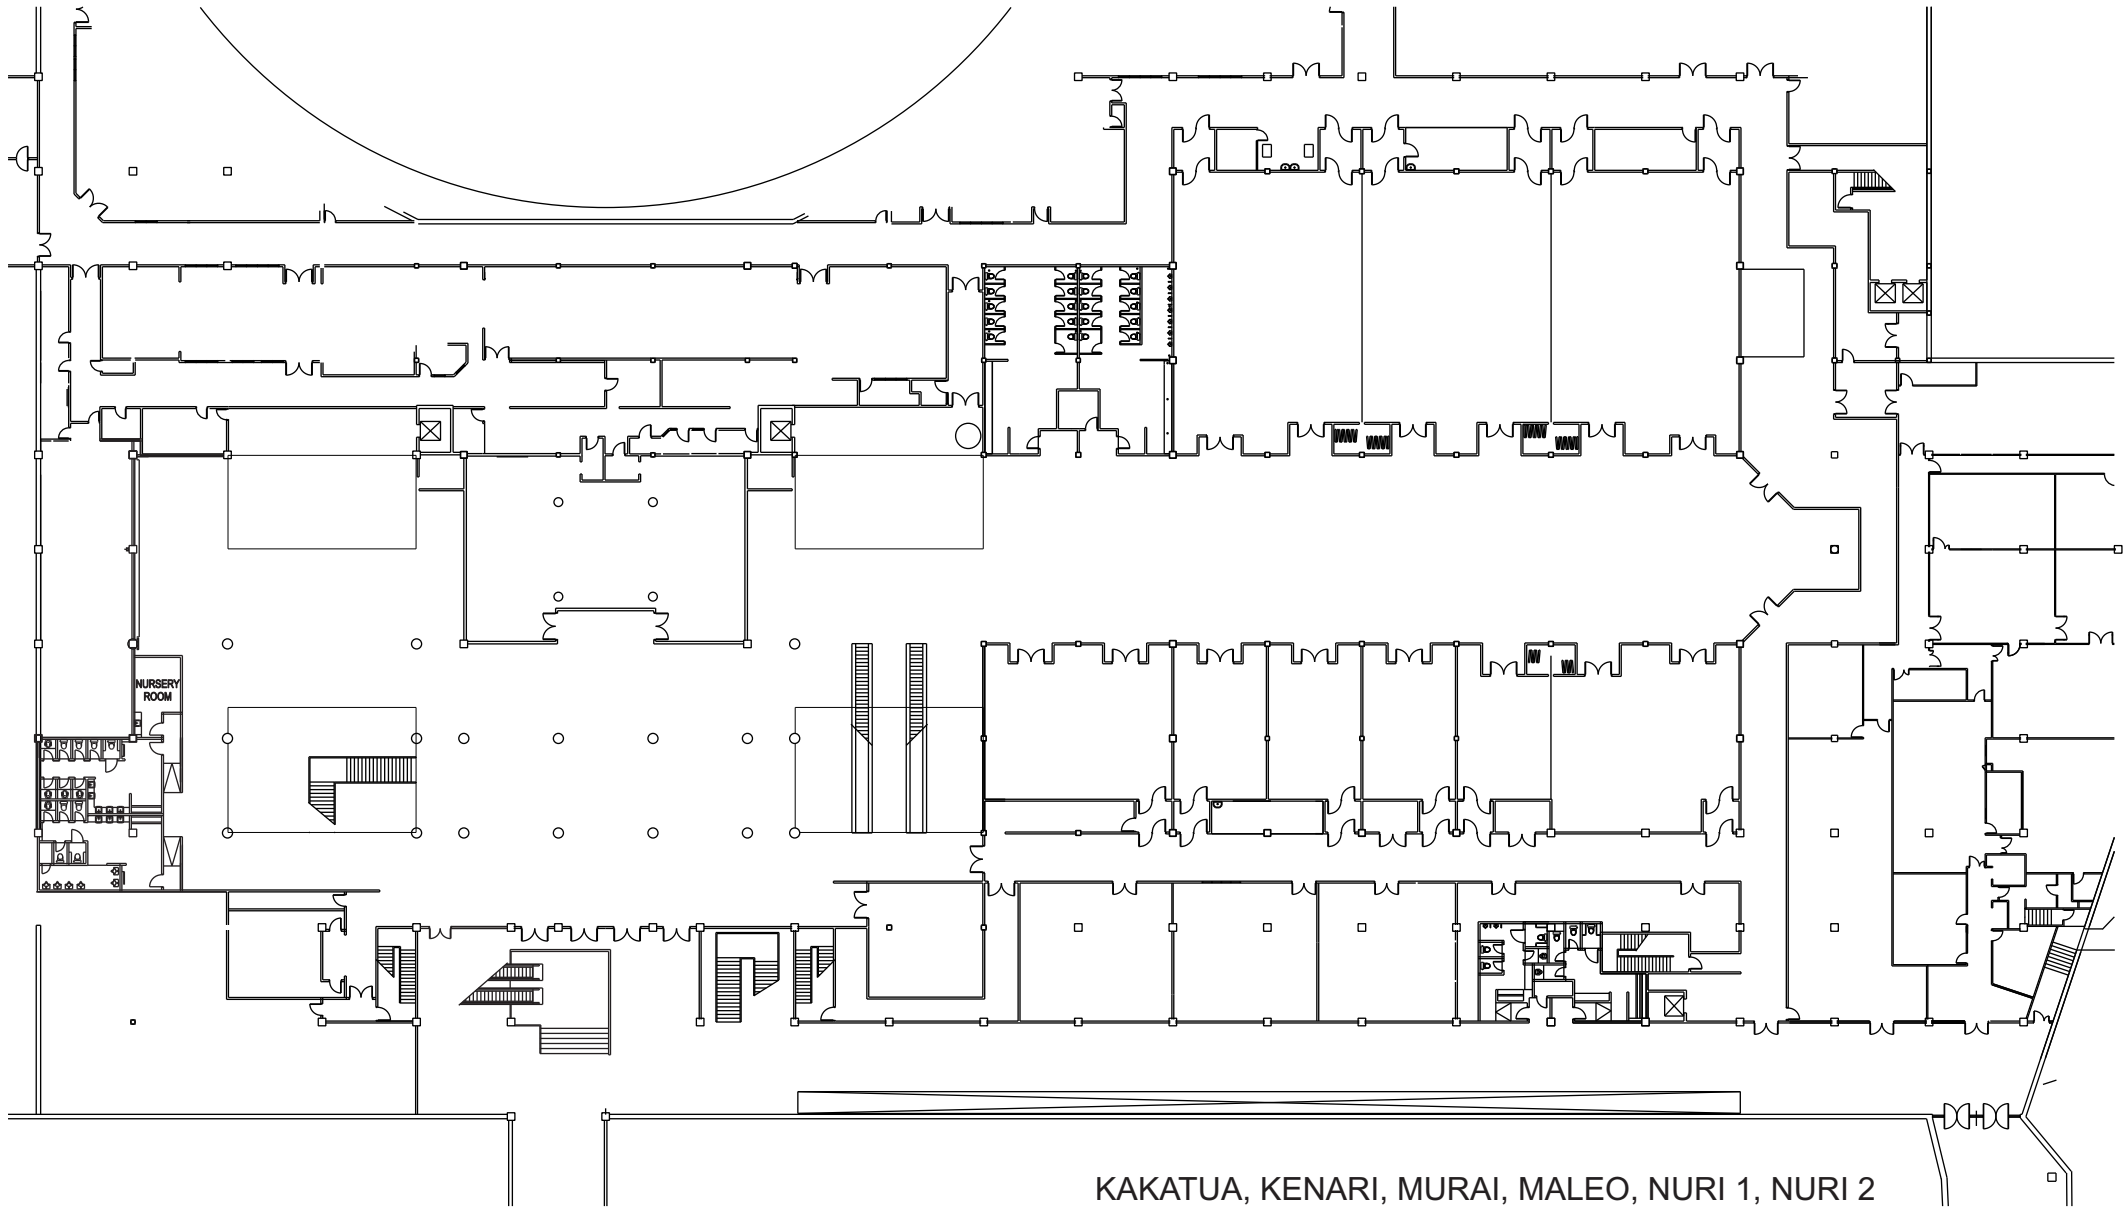 NURSERY
ROOM
KAKATUA, KENARI, MURAI, MALEO, NURI 1, NURI 2